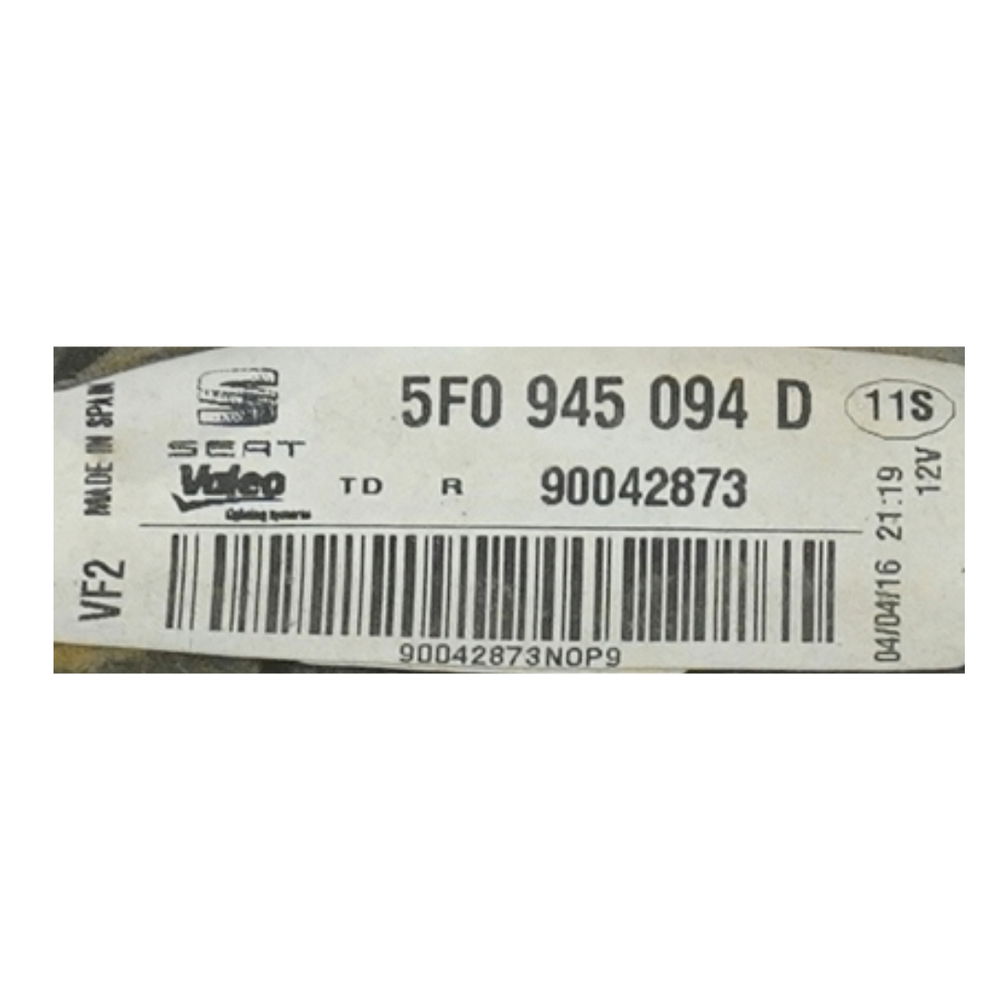 MADE IN SPAIN
VF2
SEAT
5F0 945 094 D
11S
Valeo
Lighting Systems
TD R 90042873
90042873NOP9
04/04/16 21:19
12V